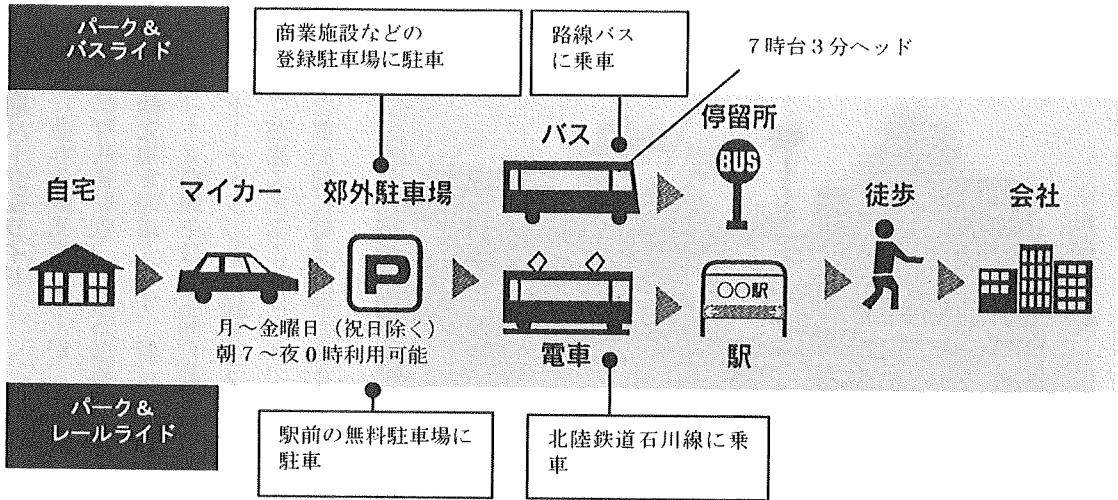 パーク＆
バスライド
商業施設などの
登録駐車場に駐車
路線バス
に乗車
７時台３分ヘッド
自宅
マイカー
郊外駐車場
バス
停留所
BUS
徒歩
会社
P
○○駅
月～金曜日（祝日除く）
朝７～夜０時利用可能
電車
駅
パーク＆
レールライド
駅前の無料駐車場に
駐車
北陸鉄道石川線に乗
車